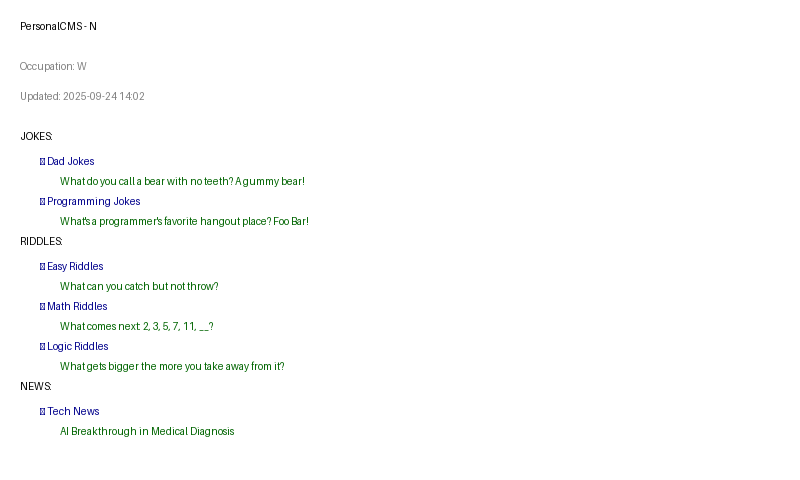 PersonalCMS - N
Occupation: W
Updated: 2025-09-24 14:02
JOKES:
Dad Jokes
What do you call a bear with no teeth? A gummy bear!
Programming Jokes
What's a programmer's favorite hangout place? Foo Bar!
RIDDLES:
Easy Riddles
What can you catch but not throw?
Math Riddles
What comes next: 2, 3, 5, 7, 11, __?
Logic Riddles
What gets bigger the more you take away from it?
NEWS:
Tech News
AI Breakthrough in Medical Diagnosis